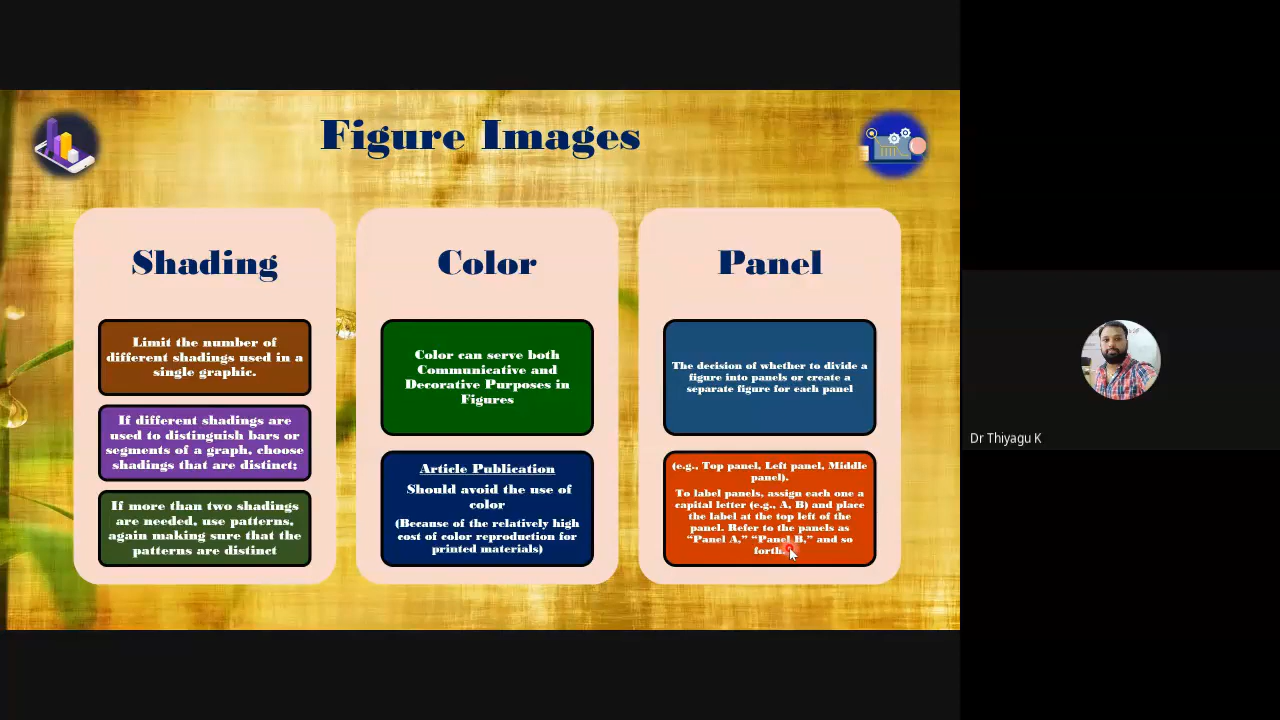 Figure Images
Shading
Limit the number of
different shadings used in a
single graphic.
If different shadings are
used to distinguish bars or
segments of a graph, choose
shadings that are distinct;
If more than two shadings
are needed, use patterns,
again making sure that the
patterns are distinct
Color
Color can serve both
Communicative and
Decorative Purposes in
Figures
Article Publication
Should avoid the use of
color
(Because of the relatively high
cost of color reproduction for
printed materials)
Panel
The decision of whether to divide a
figure into panels or create a
separate figure for each panel
(e.g., Top panel, Left panel, Middle
panel).
To label panels, assign each one a
capital letter (e.g., A, B) and place
the label at the top left of the
panel. Refer to the panels as
“Panel A,” “Panel B,” and so
forth.
Dr Thiyagu K